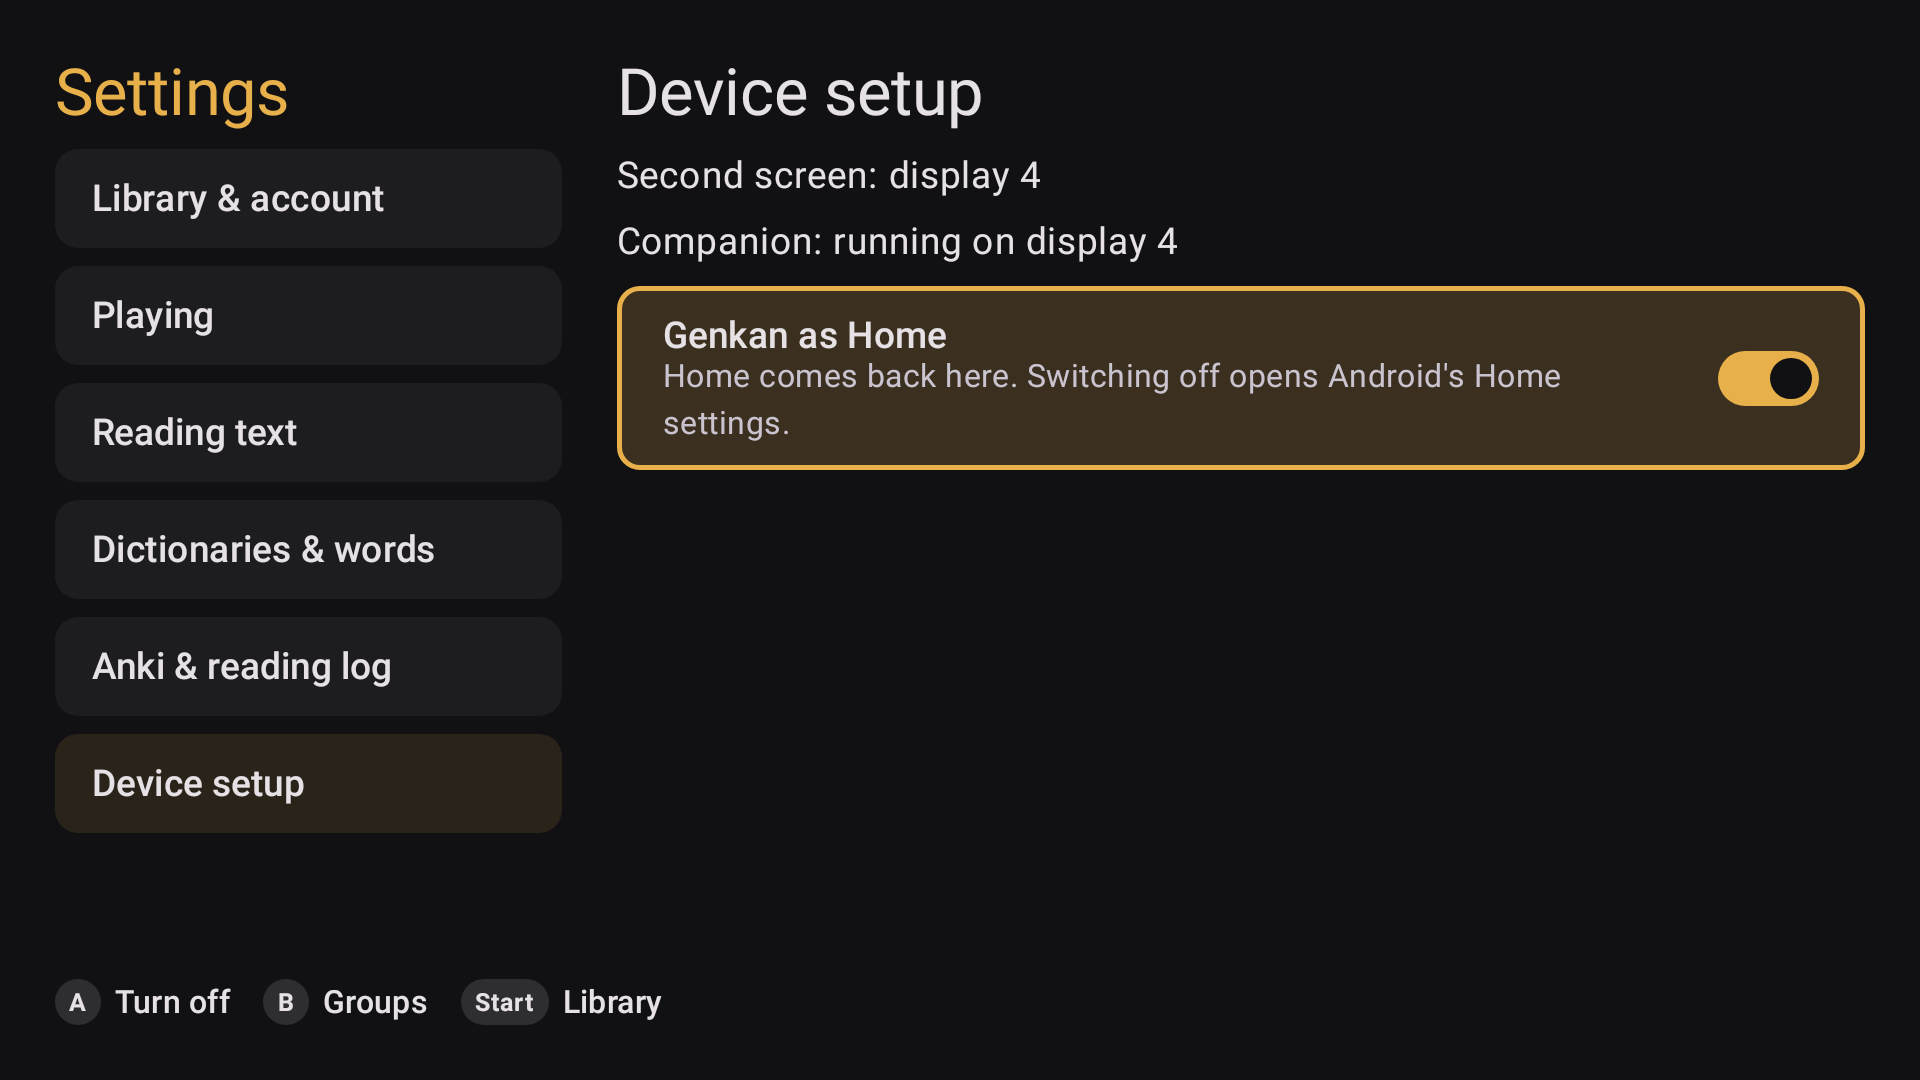 Settings
Library & account
Playing
Reading text
Dictionaries & words
Anki & reading log
Device setup
Device setup
Second screen: display 4
Companion: running on display 4
Genkan as Home
Home comes back here. Switching off opens Android's Home
settings.
A Turn off B Groups Start Library